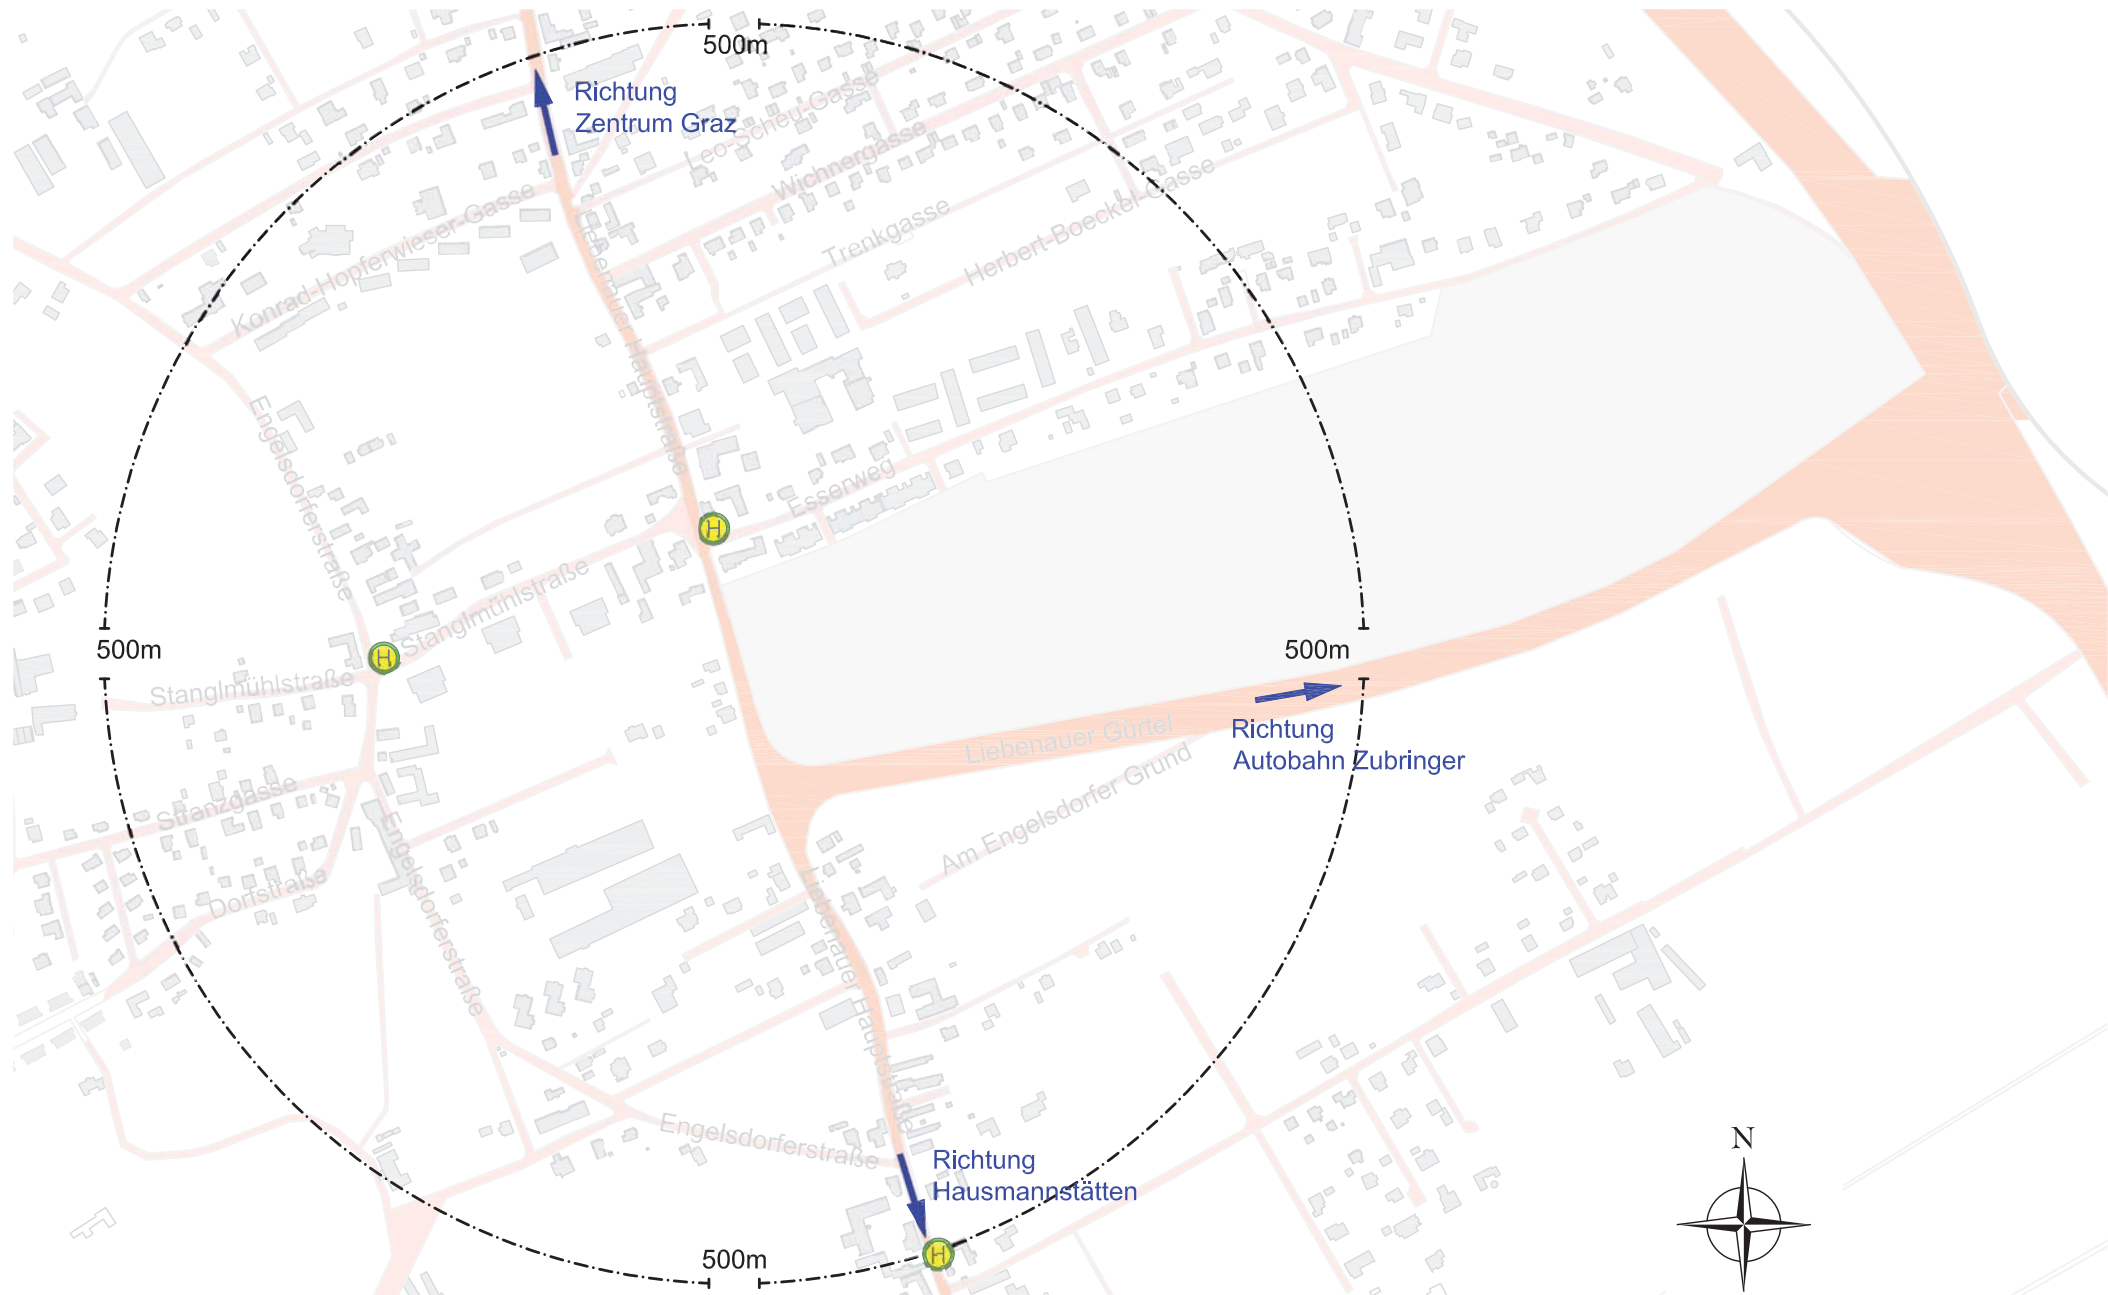 500m
Richtung
Zentrum Graz
Leo-Scheu-Gasse
Wichnergasse
Konrad-Hopferwieser-Gasse
Trenkgasse
Herbert-Boeckel-Gasse
Liebenauer Hauptstraße
Engelsdorferstraße
Esserweg
H
Stanglmühlstraße
H
500m
500m
Stanglmühlstraße
Richtung
Autobahn Zubringer
Liebenauer Gürtel
Am Engelsdorfer Grund
Stranzgasse
Dorfstraße
Engelsdorferstraße
Liebenauer Hauptstraße
Engelsdorferstraße
N
Richtung
Hausmannstätten
H
500m